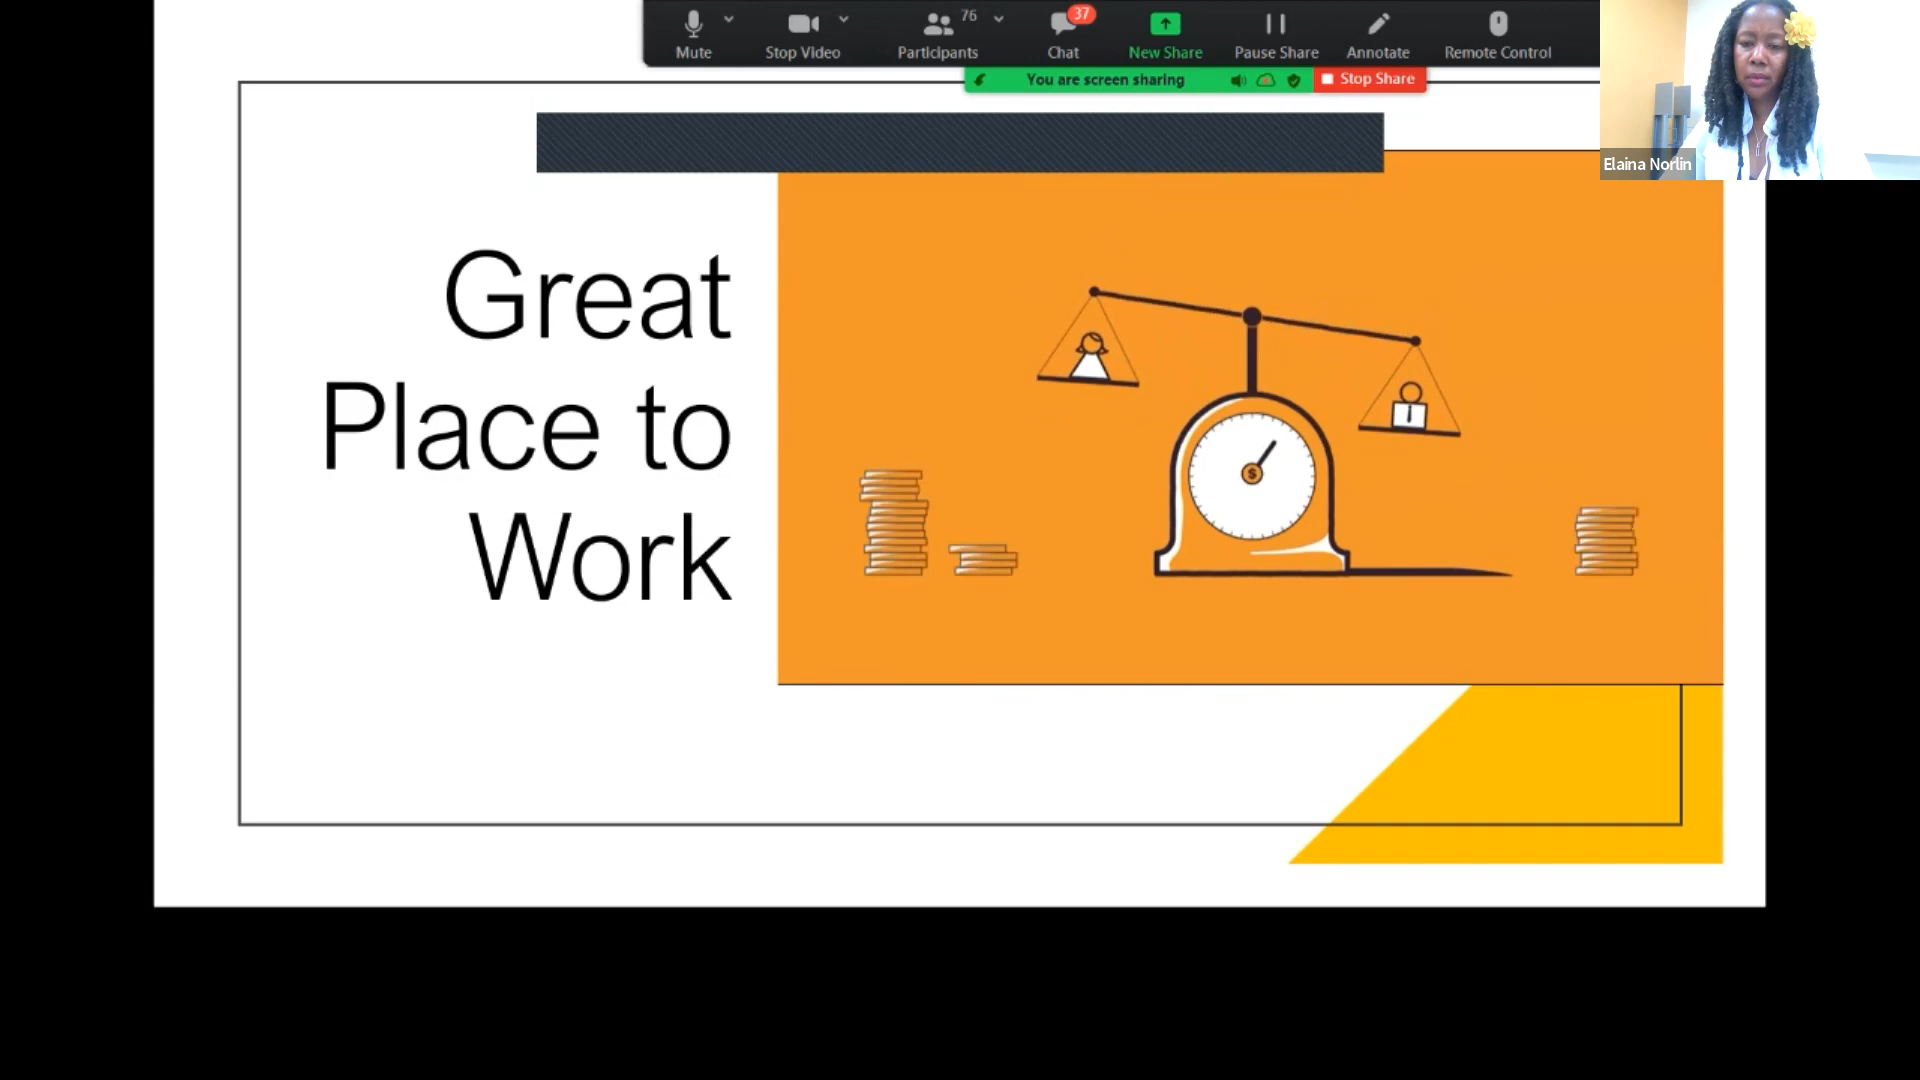 76
37
Mute
Stop Video
Participants
Chat
New Share
Pause Share
Annotate
Remote Control
You are screen sharing
Stop Share
Elaina Norlin
Great
Place to
Work
$